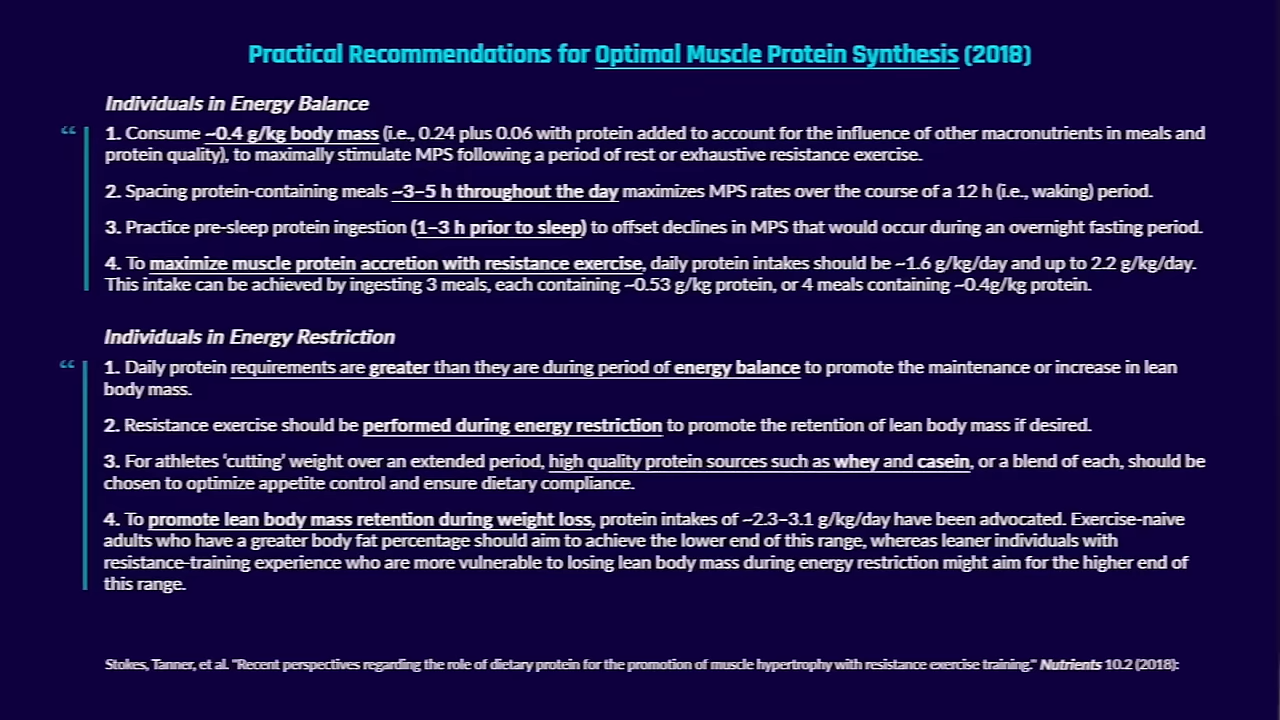 Practical Recommendations for Optimal Muscle Protein Synthesis (2018)
Individuals in Energy Balance
“
1. Consume ~0.4 g/kg body mass (i.e., 0.24 plus 0.06 with protein added to account for the influence of other macronutrients in meals and
protein quality), to maximally stimulate MPS following a period of rest or exhaustive resistance exercise.
2. Spacing protein-containing meals ~3–5 h throughout the day maximizes MPS rates over the course of a 12 h (i.e., waking) period.
3. Practice pre-sleep protein ingestion (1–3 h prior to sleep) to offset declines in MPS that would occur during an overnight fasting period.
4. To maximize muscle protein accretion with resistance exercise, daily protein intakes should be ~1.6 g/kg/day and up to 2.2 g/kg/day.
This intake can be achieved by ingesting 3 meals, each containing ~0.53 g/kg protein, or 4 meals containing ~0.4g/kg protein.
Individuals in Energy Restriction
“
1. Daily protein requirements are greater than they are during period of energy balance to promote the maintenance or increase in lean
body mass.
2. Resistance exercise should be performed during energy restriction to promote the retention of lean body mass if desired.
3. For athletes ‘cutting’ weight over an extended period, high quality protein sources such as whey and casein, or a blend of each, should be
chosen to optimize appetite control and ensure dietary compliance.
4. To promote lean body mass retention during weight loss, protein intakes of ~2.3–3.1 g/kg/day have been advocated. Exercise-naive
adults who have a greater body fat percentage should aim to achieve the lower end of this range, whereas leaner individuals with
resistance-training experience who are more vulnerable to losing lean body mass during energy restriction might aim for the higher end of
this range.
Stokes, Tanner, et al. "Recent perspectives regarding the role of dietary protein for the promotion of muscle hypertrophy with resistance exercise training." Nutrients 10.2 (2018):